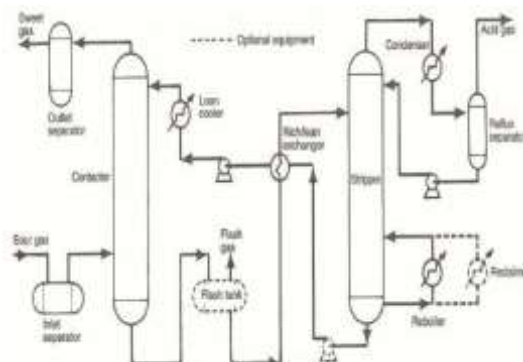 Sweet
gas
Outlet
separator
Optional equipment
Condenser
Acid gas
Lean
cooler
Rich/lean
exchanger
Reflux
separator
Contactor
Stripper
Sour gas
Flash
gas
Flash tank
Inlet
separator
Reboiler